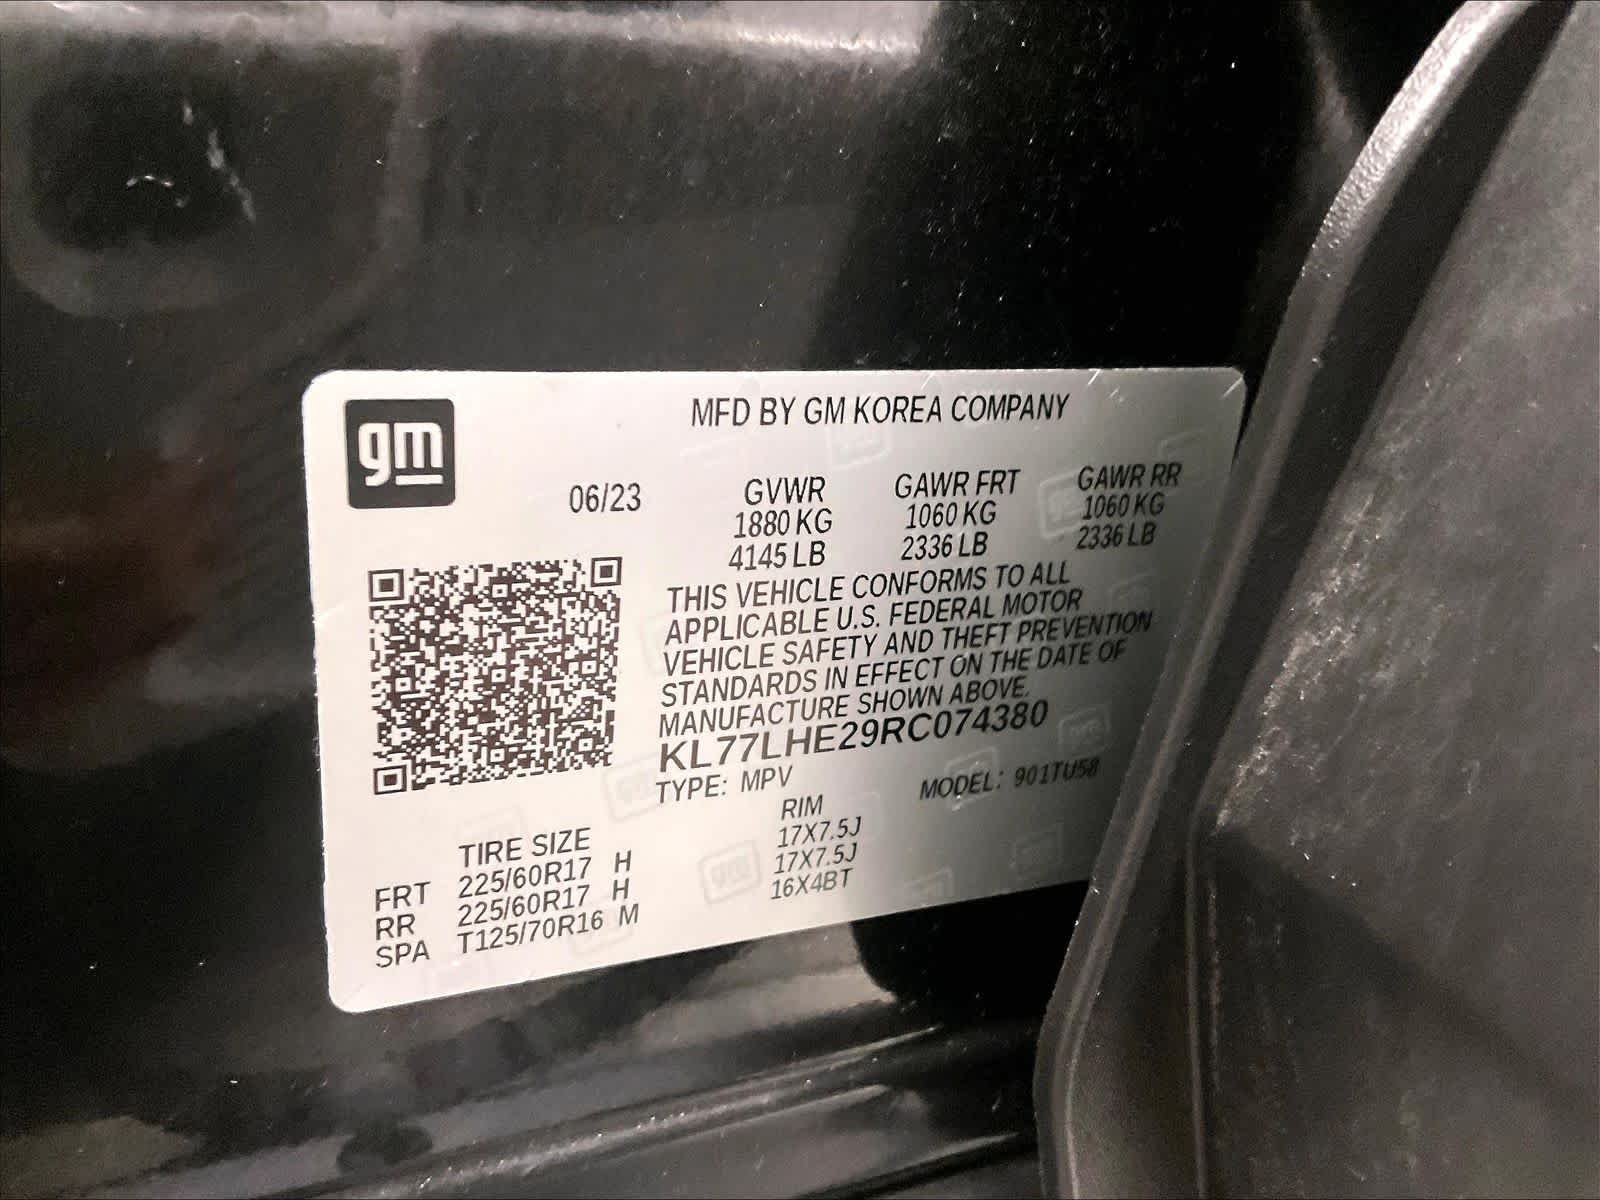 gm
MFD BY GM KOREA COMPANY
06/23 GVWR GAWR FRT GAWR RR
1880 KG 1060 KG 1060 KG
4145 LB 2336 LB 2336 LB
THIS VEHICLE CONFORMS TO ALL
APPLICABLE U.S. FEDERAL MOTOR
VEHICLE SAFETY AND THEFT PREVENTION
STANDARDS IN EFFECT ON THE DATE OF
MANUFACTURE SHOWN ABOVE.
KL77LHE29RC074380
TYPE: MPV MODEL: 901TU58
TIRE SIZE RIM
FRT 225/60R17 H 17X7.5J
RR 225/60R17 H 17X7.5J
SPA T125/70R16 M 16X4BT